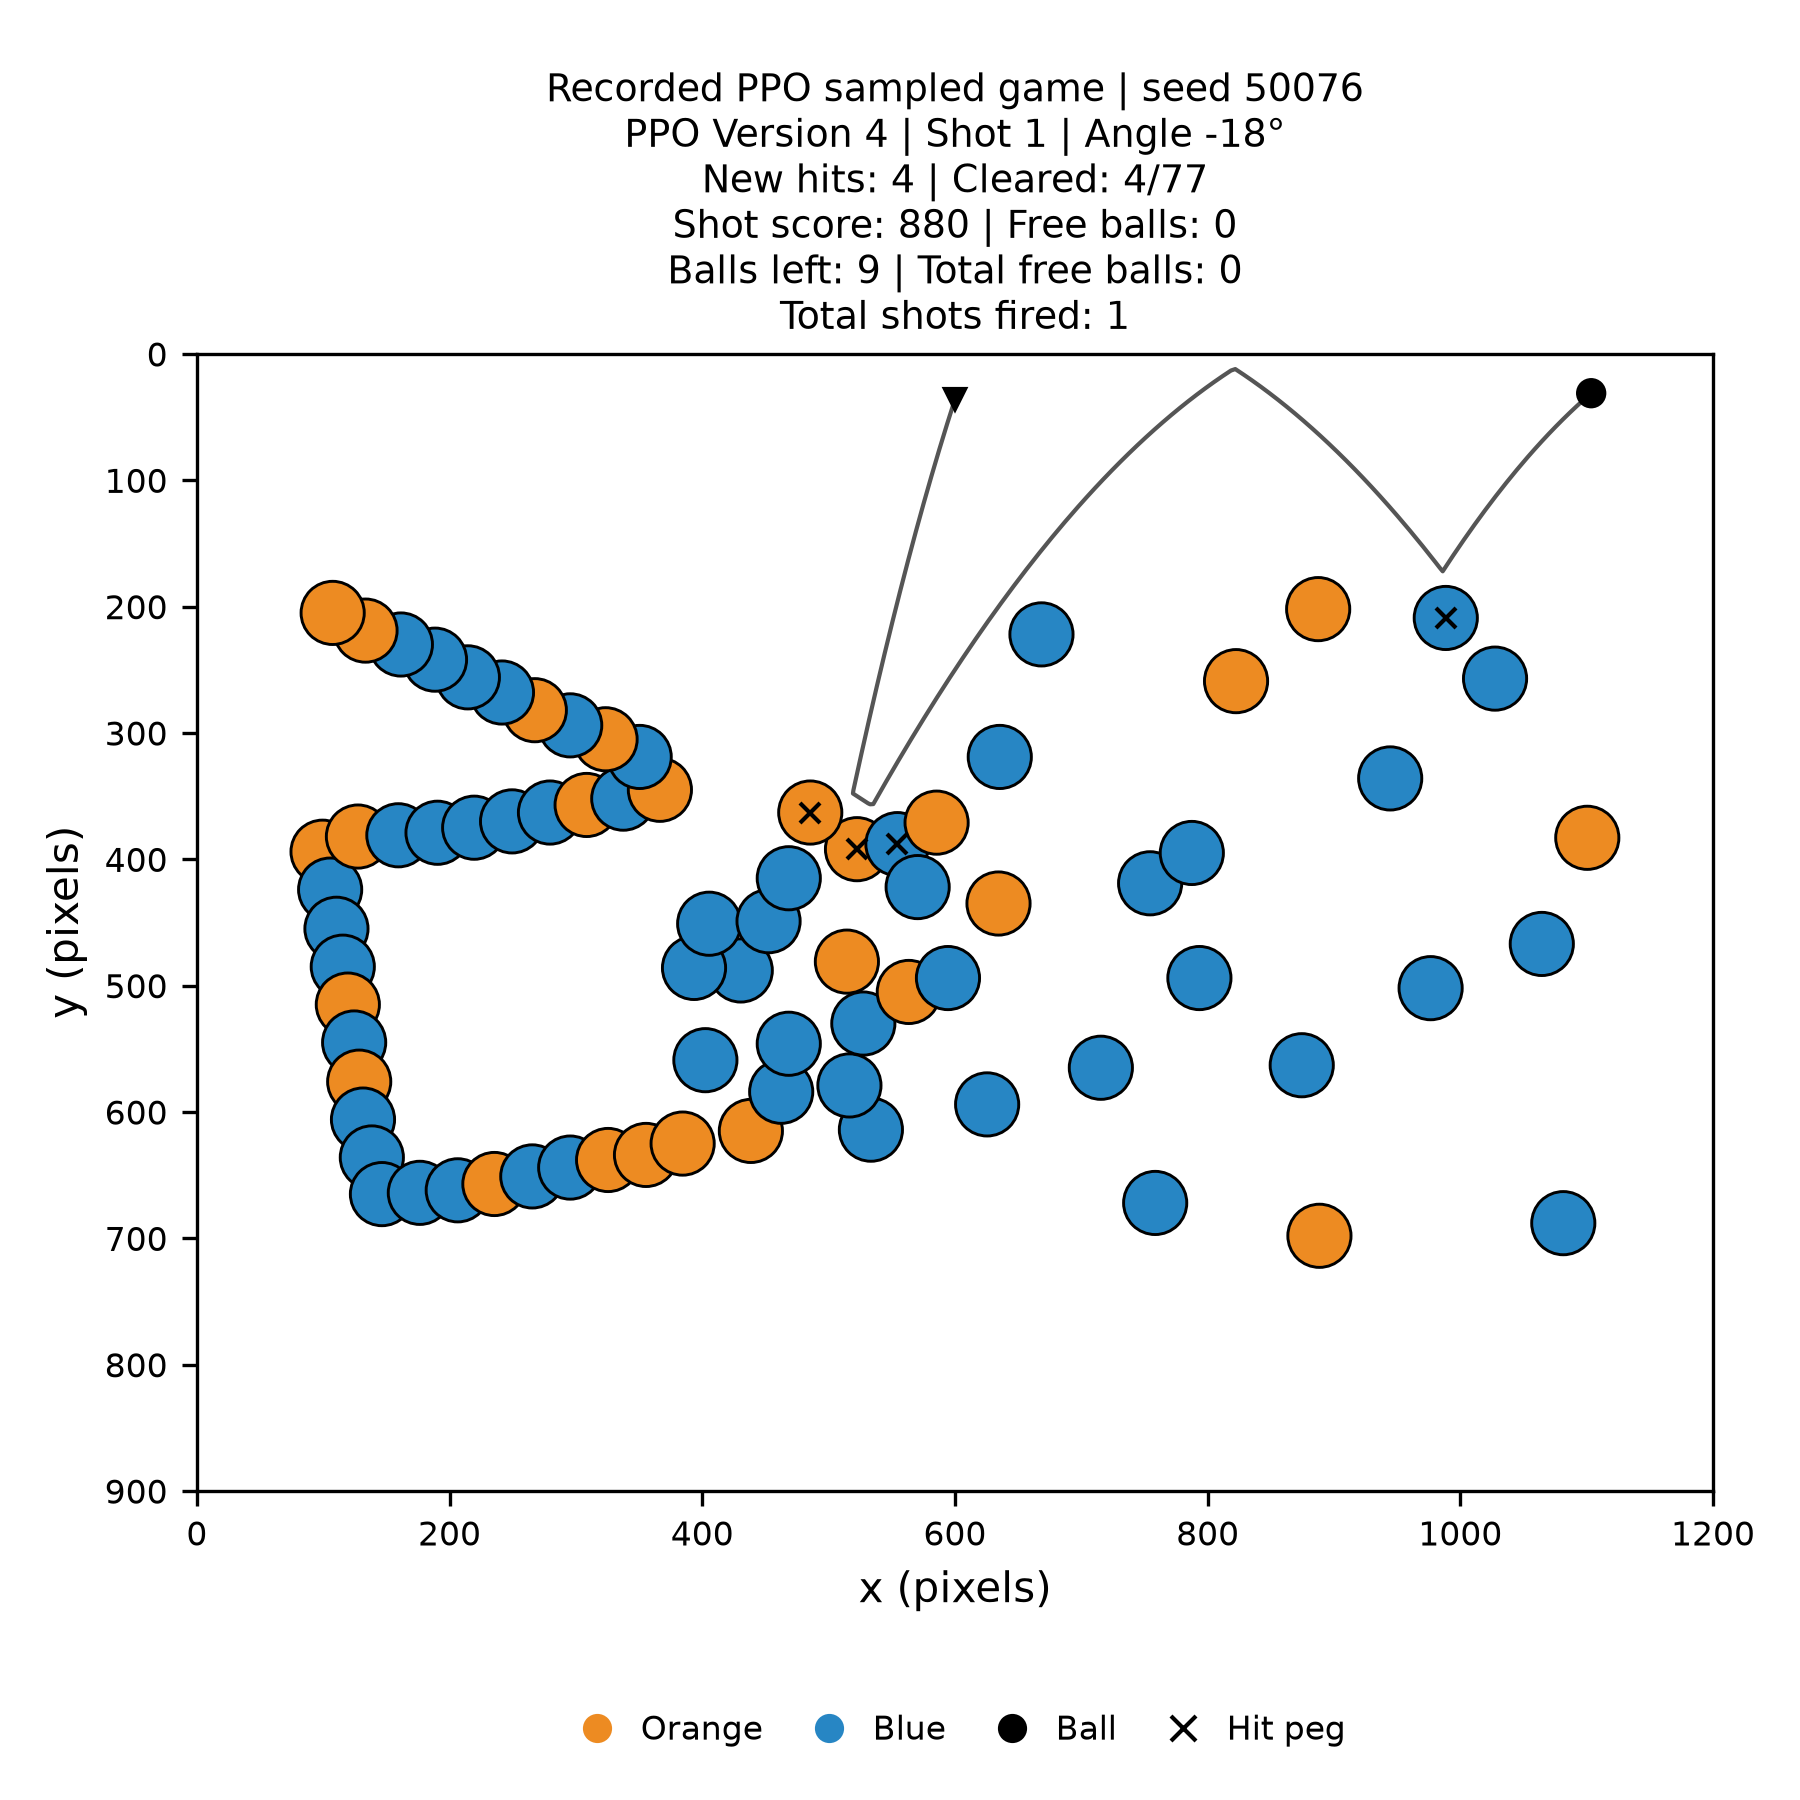 Recorded PPO sampled game | seed 50076
PPO Version 4 | Shot 1 | Angle -18°
New hits: 4 | Cleared: 4/77
Shot score: 880 | Free balls: 0
Balls left: 9 | Total free balls: 0
Total shots fired: 1
0
100
200
300
400
500
600
700
800
900
y (pixels)
0 200 400 600 800 1000 1200
x (pixels)
Orange Blue Ball Hit peg